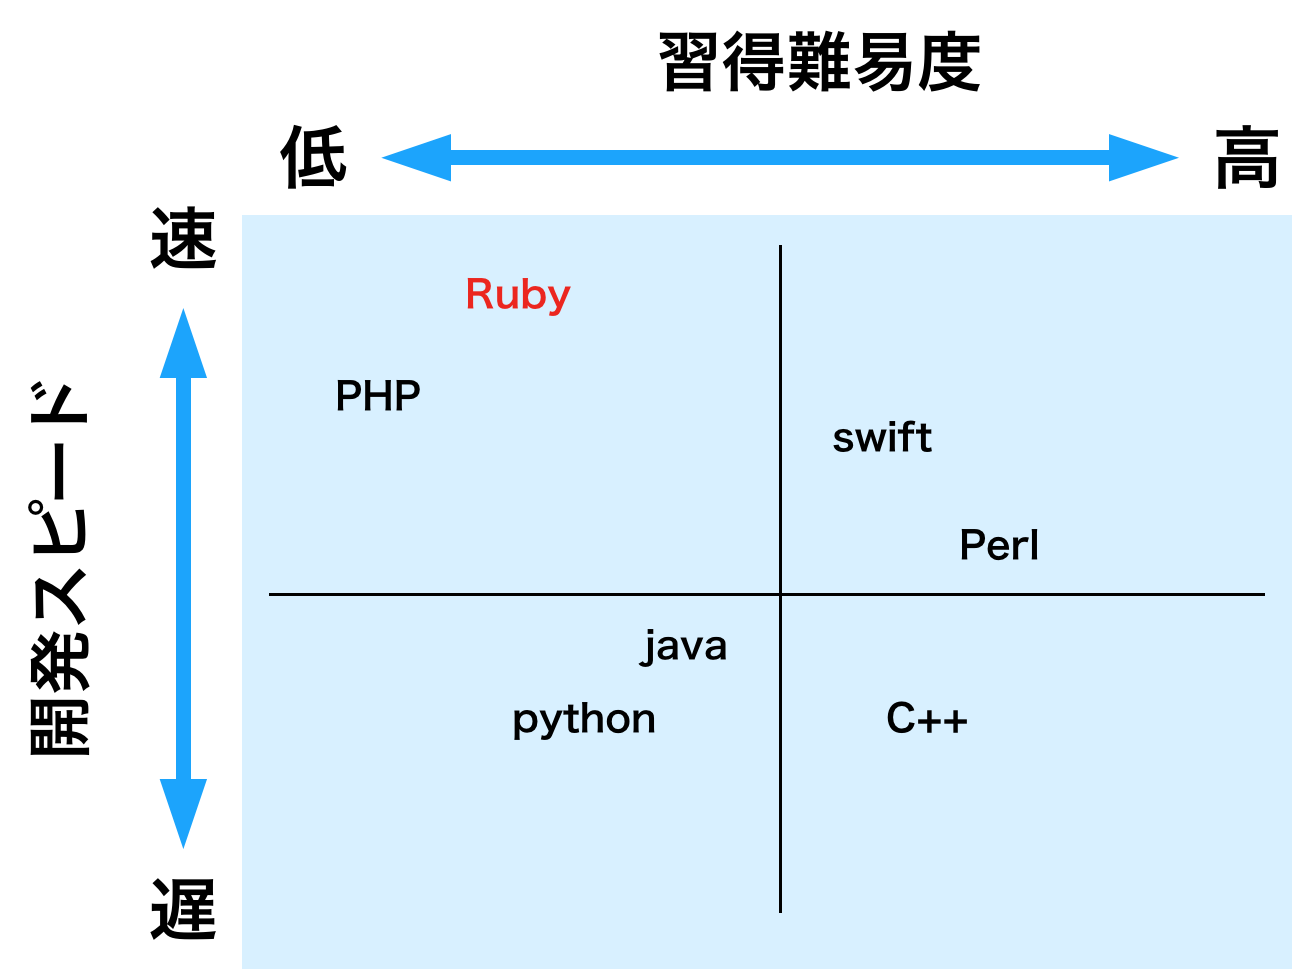 習得難易度
低
高
速
開発スピード
遅
Ruby
PHP
swift
Perl
java
python
C++